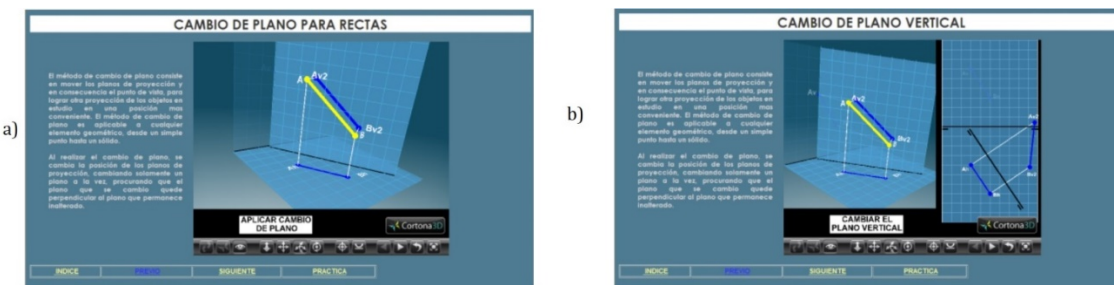 CAMBIO DE PLANO PARA RECTAS
a)
El método de cambio de plano consiste
en mover los planos de proyección y
en consecuencia el punto de vista, para
lograr otra proyección de los objetos en
estudio en una posición mas
conveniente. El método de cambio de
plano es aplicable a cualquier
elemento geométrico, desde un simple
punto hasta un sólido.
Al realizar el cambio de plano, se
cambia la posición de los planos de
proyección, cambiando solamente un
plano a la vez, procurando que el
plano que se cambio quede
perpendicular al plano que permanece
inalterado.
A Av2
Bv2
B
APLICAR CAMBIO
DE PLANO
Cortona3D
INDICE PREVIO SIGUIENTE PRACTICA
CAMBIO DE PLANO VERTICAL
b)
El método de cambio de plano consiste
en mover los planos de proyección y
en consecuencia el punto de vista, para
lograr otra proyección de los objetos en
estudio en una posición mas
conveniente. El método de cambio de
plano es aplicable a cualquier
elemento geométrico, desde un simple
punto hasta un sólido.
Al realizar el cambio de plano, se
cambia la posición de los planos de
proyección, cambiando solamente un
plano a la vez, procurando que el
plano que se cambio quede
perpendicular al plano que permanece
inalterado.
Av
CAMBIAR EL
PLANO VERTICAL
Cortona3D
INDICE PREVIO SIGUIENTE PRACTICA